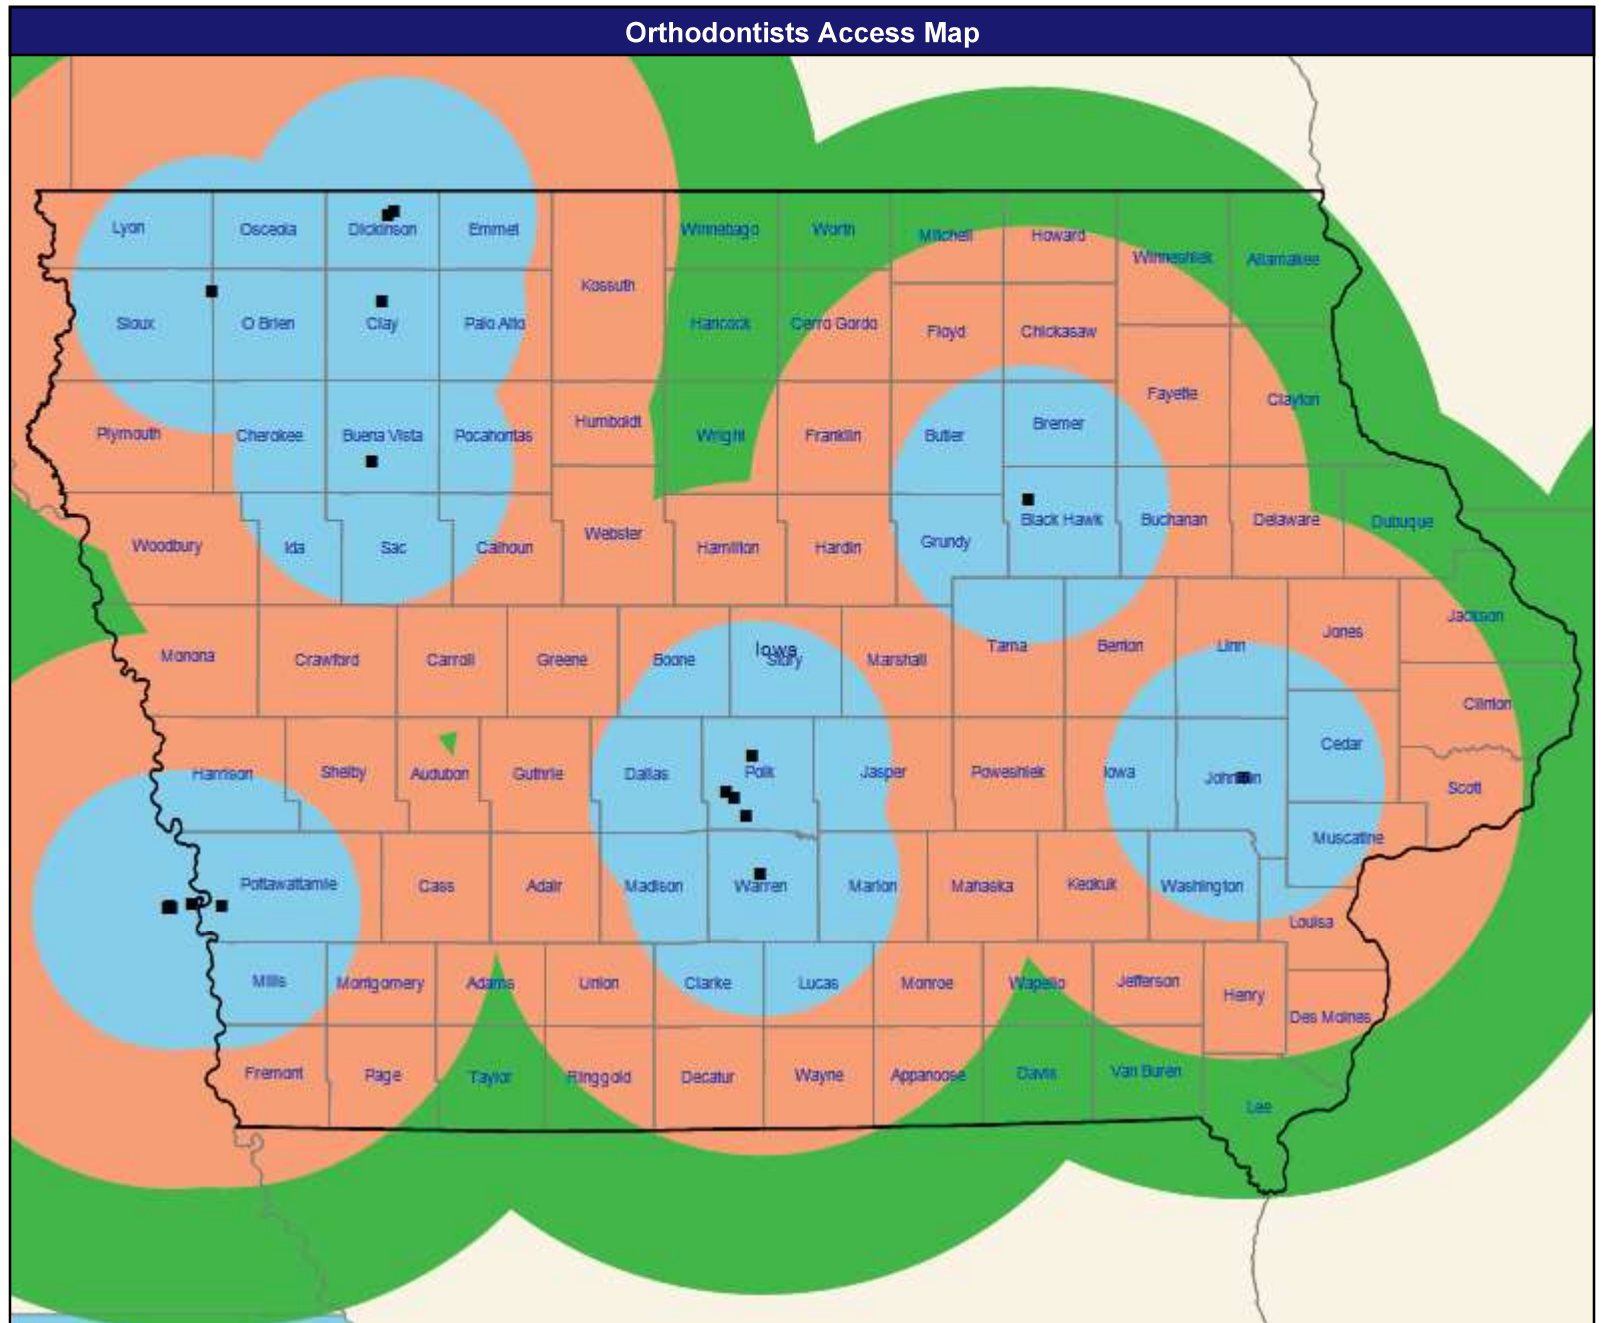 Orthodontists Access Map
Lyon
Osceola
Dickinson
Emmet
Winnebago
Worth
Mitchell
Howard
Winneshiek
Allamakee
Kossuth
Sioux
O Brien
Clay
Palo Alto
Hancock
Cerro Gordo
Floyd
Chickasaw
Fayette
Clayton
Plymouth
Cherokee
Buena Vista
Pocahontas
Humboldt
Wright
Franklin
Butler
Bremer
Woodbury
Ida
Sac
Calhoun
Webster
Hamilton
Hardin
Grundy
Black Hawk
Buchanan
Delaware
Dubuque
Jackson
Monona
Crawford
Carroll
Greene
Boone
Iowa
Story
Marshall
Tama
Benton
Linn
Jones
Clinton
Harrison
Shelby
Audubon
Guthrie
Dallas
Polk
Jasper
Poweshiek
Iowa
Johnson
Cedar
Scott
Muscatine
Pottawattamie
Cass
Adair
Madison
Warren
Marion
Mahaska
Keokuk
Washington
Louisa
Mills
Montgomery
Adams
Union
Clarke
Lucas
Monroe
Wapello
Jefferson
Henry
Des Moines
Fremont
Page
Taylor
Ringgold
Decatur
Wayne
Appanoose
Davis
Van Buren
Lee